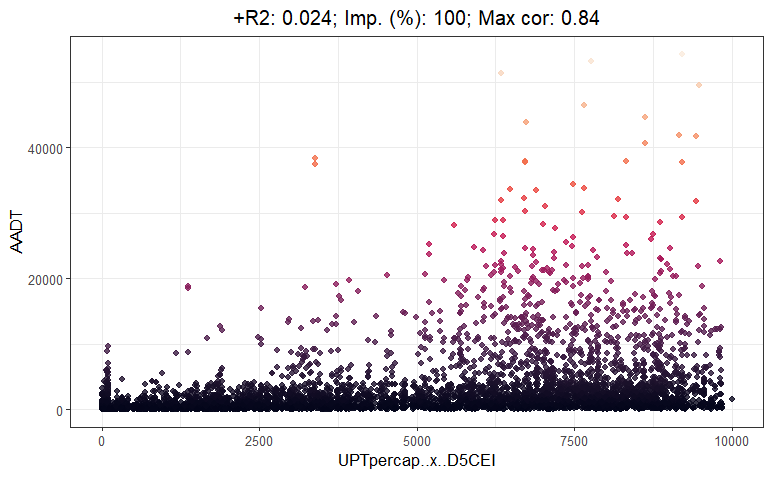 +R2: 0.024; Imp. (%): 100; Max cor: 0.84
AADT
40000
20000
0
0 2500 5000 7500 10000
UPTpercap..x..D5CEI